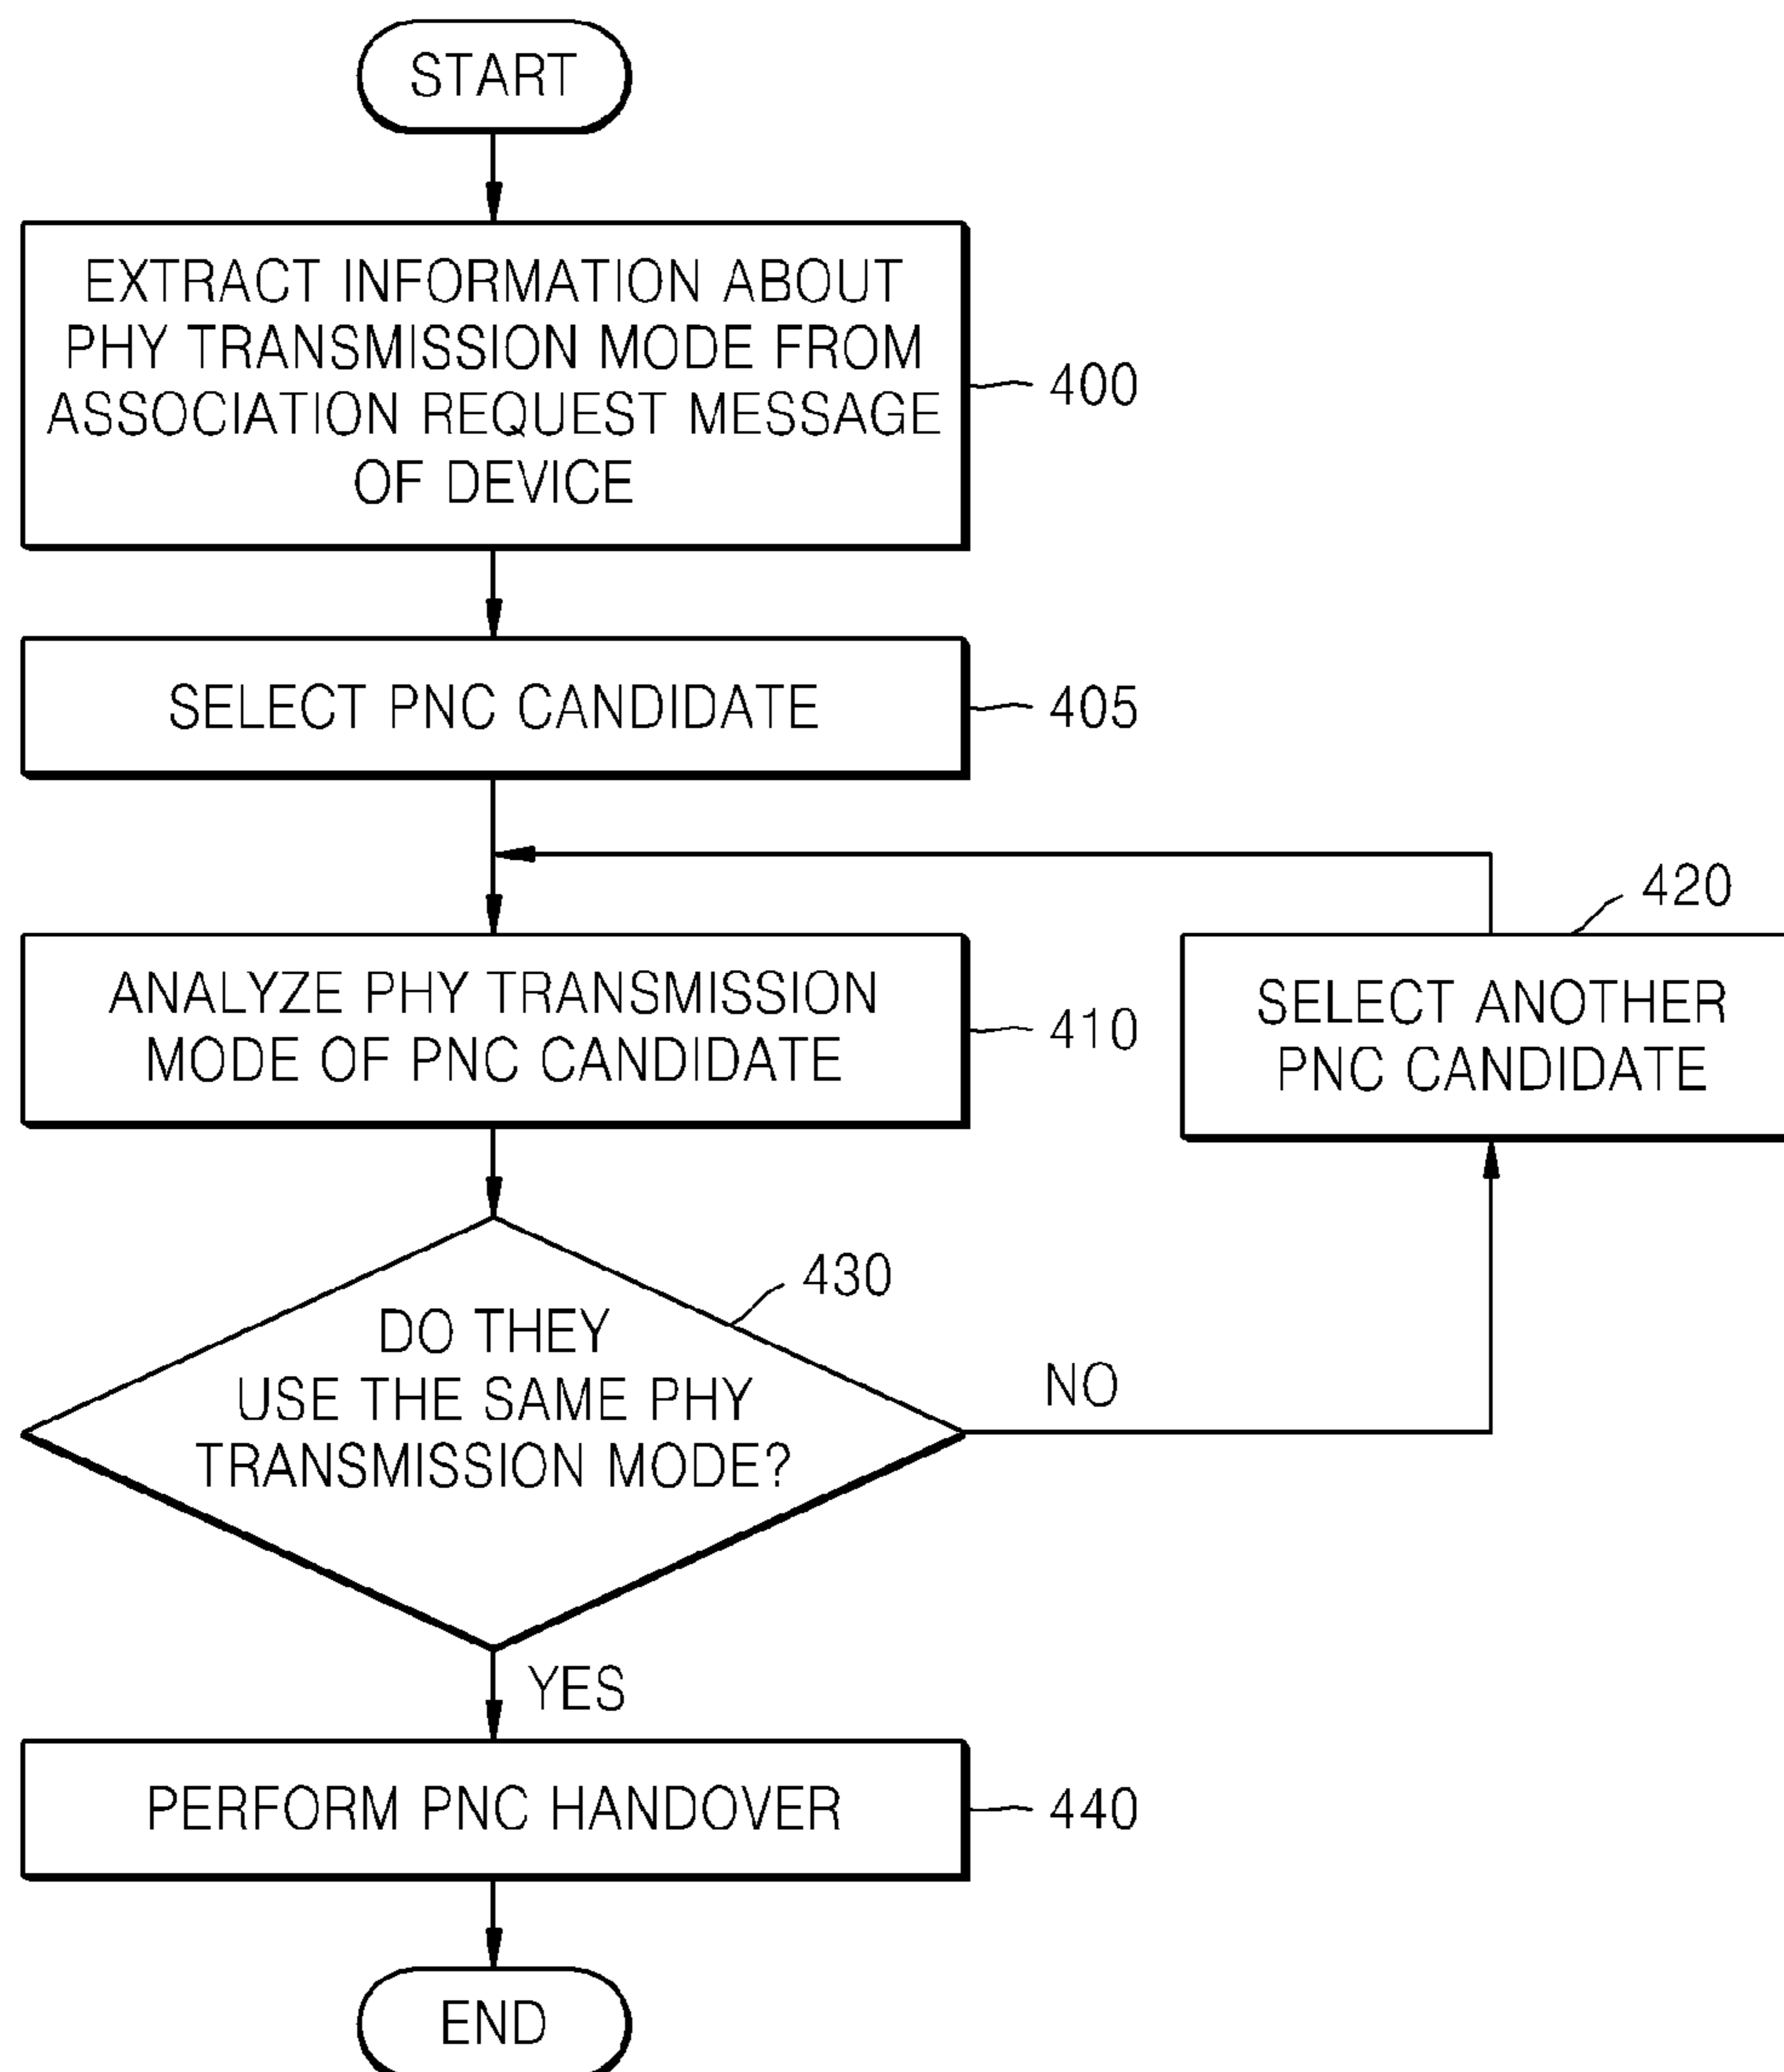 START
EXTRACT INFORMATION ABOUT
PHY TRANSMISSION MODE FROM
ASSOCIATION REQUEST MESSAGE
OF DEVICE
400
SELECT PNC CANDIDATE
405
420
ANALYZE PHY TRANSMISSION
MODE OF PNC CANDIDATE
410
SELECT ANOTHER
PNC CANDIDATE
430
DO THEY
USE THE SAME PHY
TRANSMISSION MODE?
NO
YES
PERFORM PNC HANDOVER
440
END